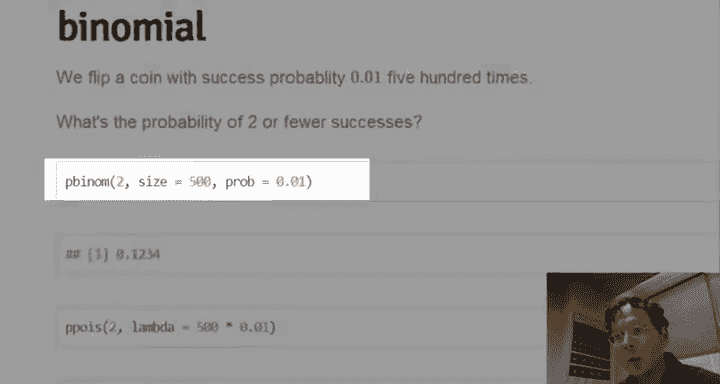 binomial
We flip a coin with success probablity 0.01 five hundred times.
What's the probability of 2 or fewer successes?
pbinom(2, size = 500, prob = 0.01)
## [1] 0.1234
ppois(2, lambda = 500 * 0.01)